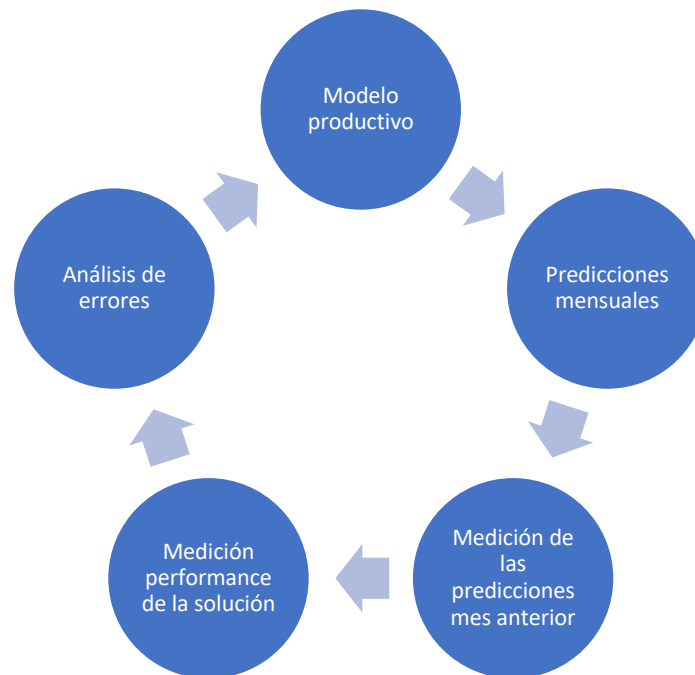 Modelo
productivo
Predicciones
mensuales
Medición de
las
predicciones
mes anterior
Medición
performance
de la solución
Análisis de
errores